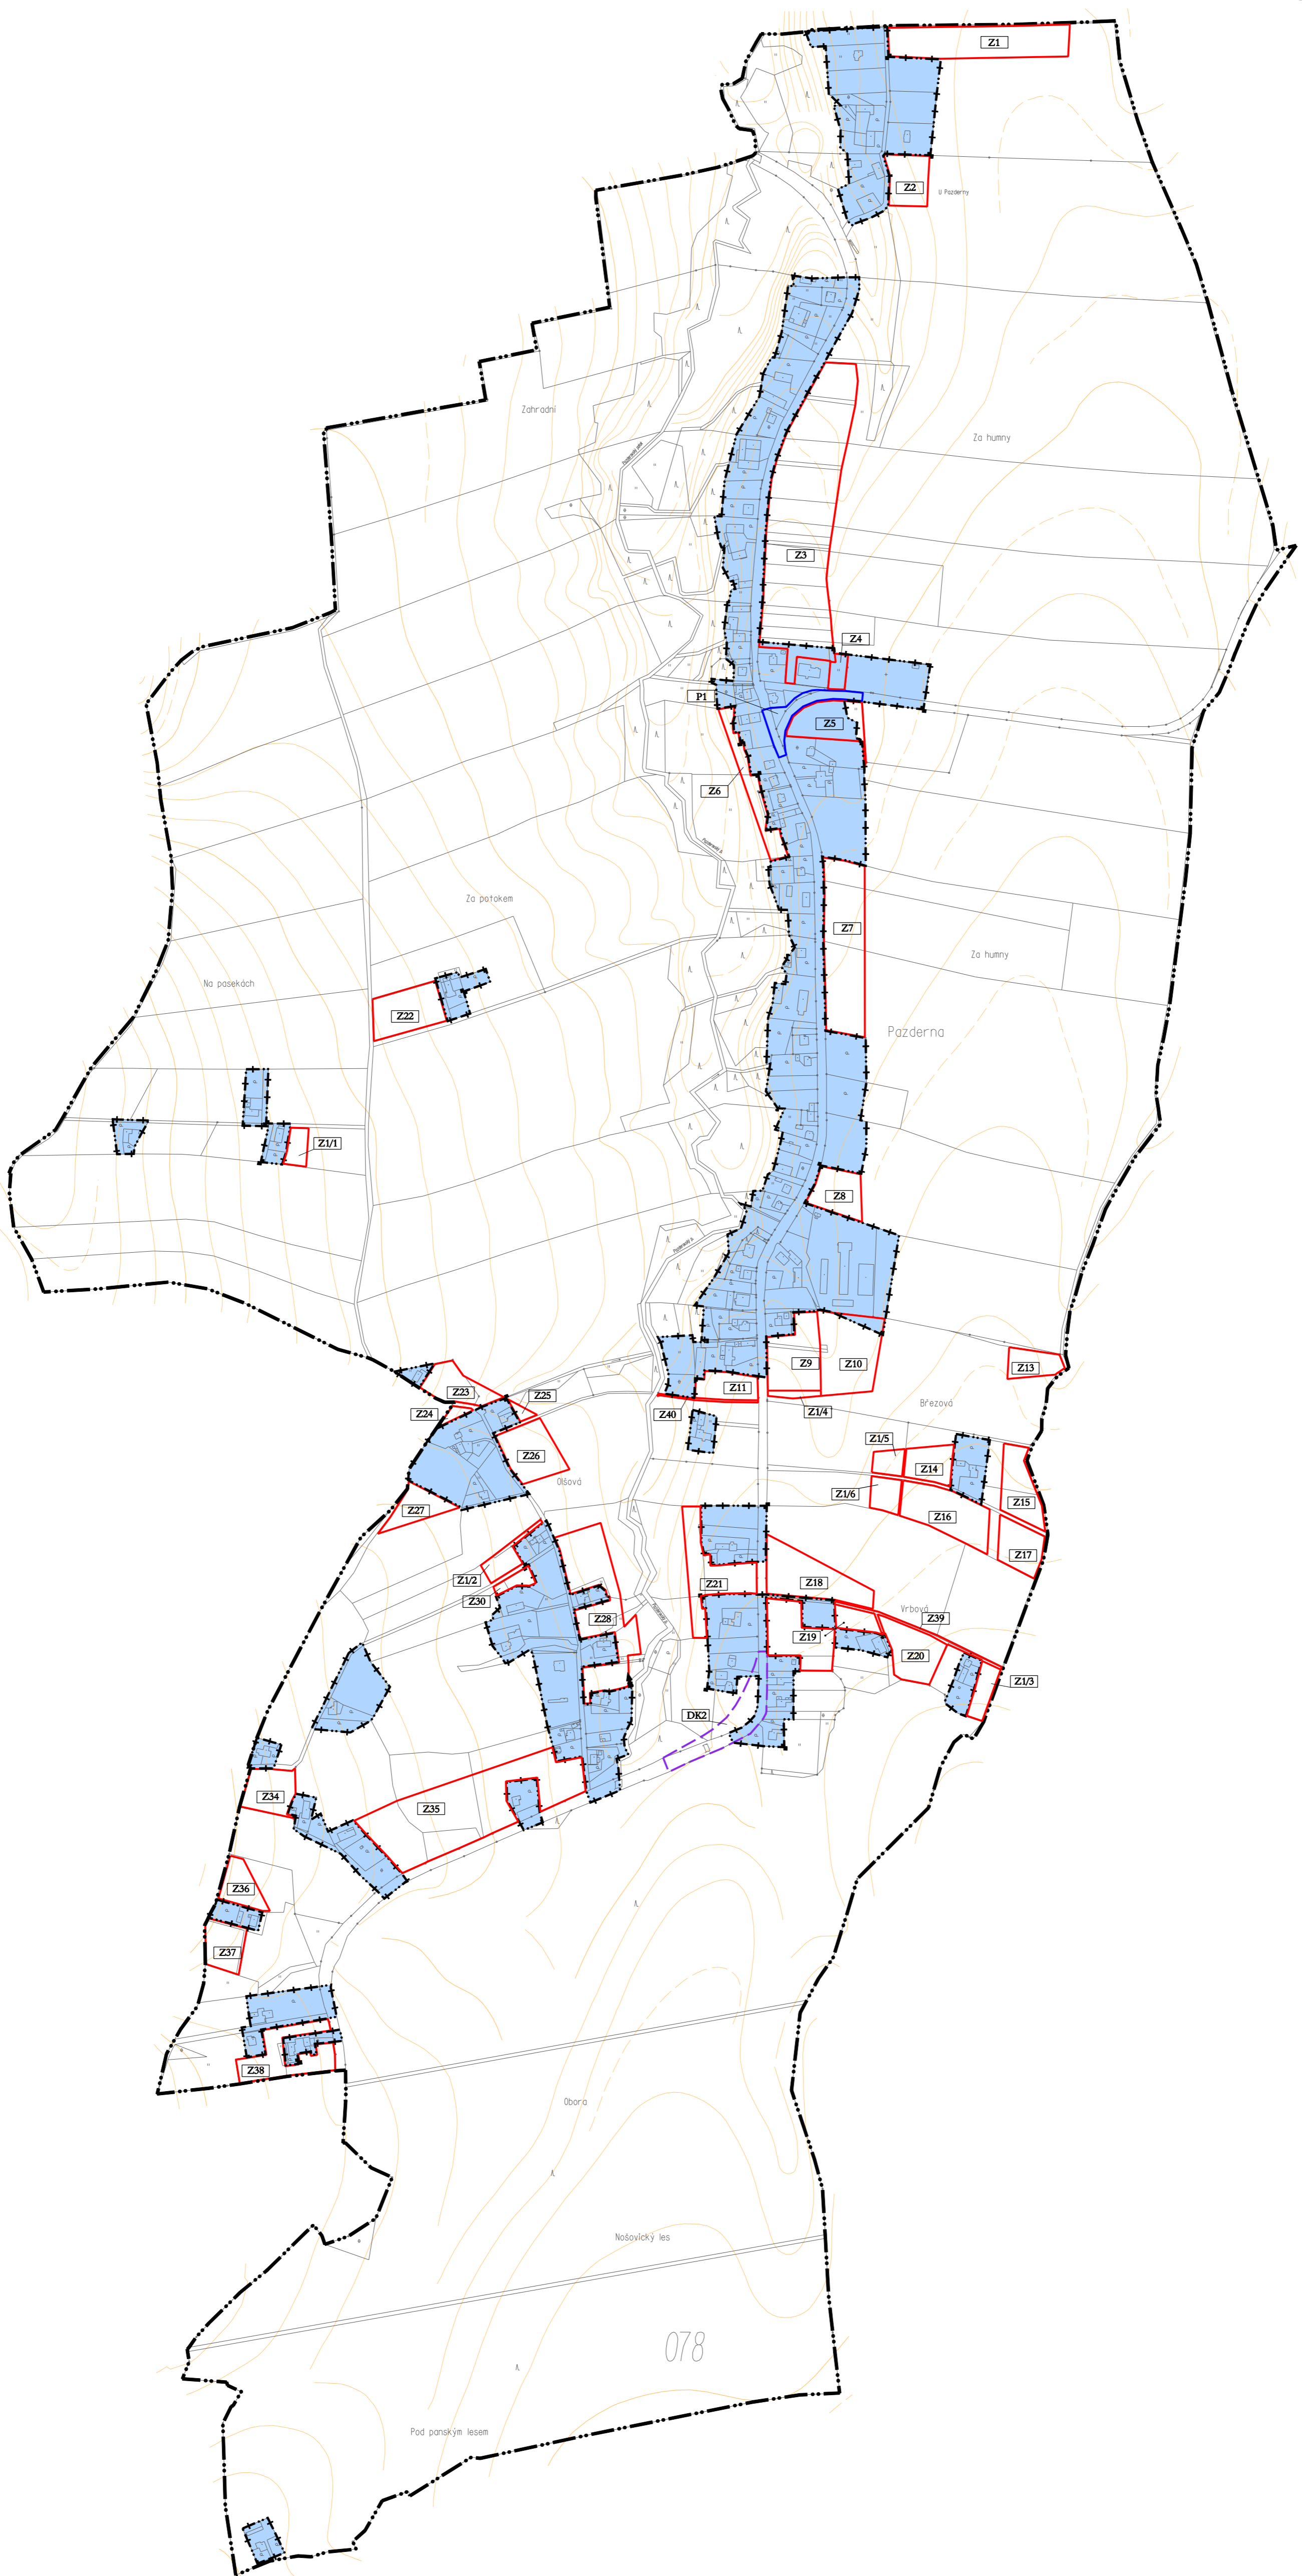 Z1
Z2
U Pazderny
Zahradní
Za humny
Z3
Z4
P1
Z5
Z6
Za potokem
Z7
Za humny
Na pasekách
Z22
Pazderna
Z1/1
Z8
Z9
Z10
Z13
Z23
Z11
Z25
Z24
Z40
Z1/4
Březová
Z1/5
Z14
Z26
Olšová
Z1/6
Z15
Z27
Z16
Z17
Z1/2
Z21
Z18
Z30
Vrbová
Z28
Z39
Z19
Z20
Z1/3
DK2
Z34
Z35
Z36
Z37
Z38
Obora
Nošovický les
078
Pod panským lesem